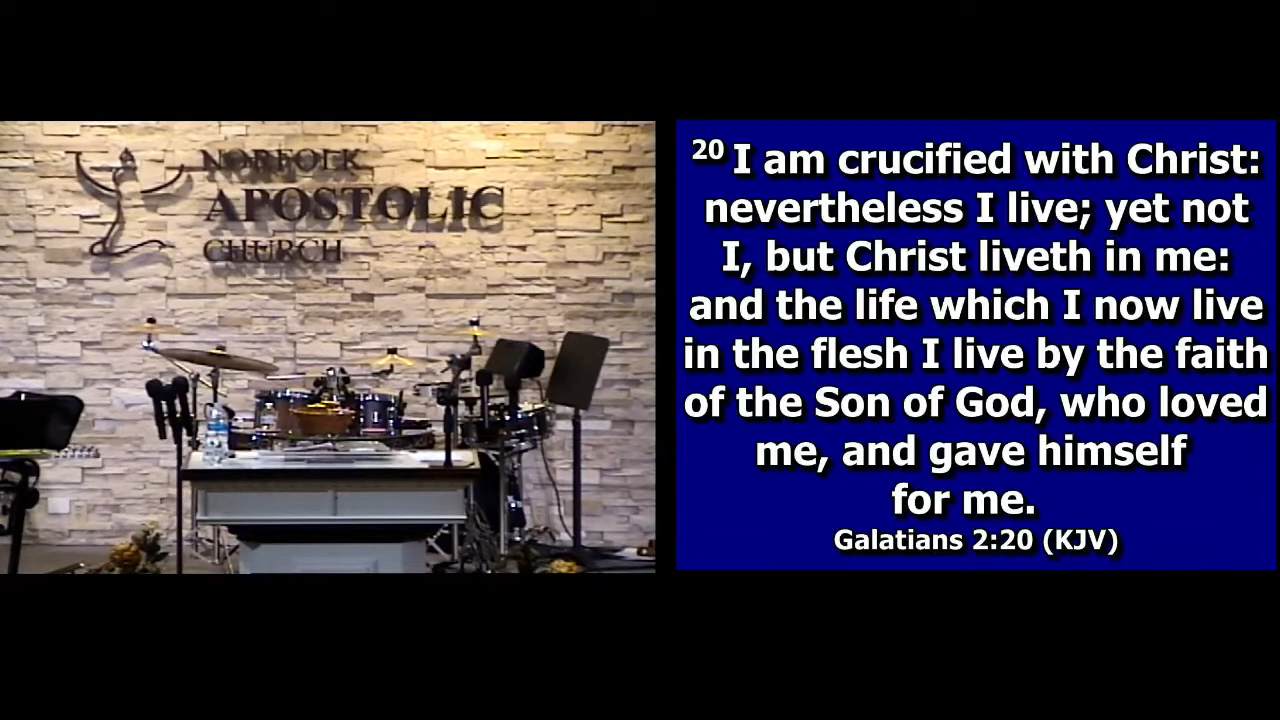 NORFOLK
APOSTOLIC
CHURCH
20 I am crucified with Christ:
nevertheless I live; yet not
I, but Christ liveth in me:
and the life which I now live
in the flesh I live by the faith
of the Son of God, who loved
me, and gave himself
for me.
Galatians 2:20 (KJV)